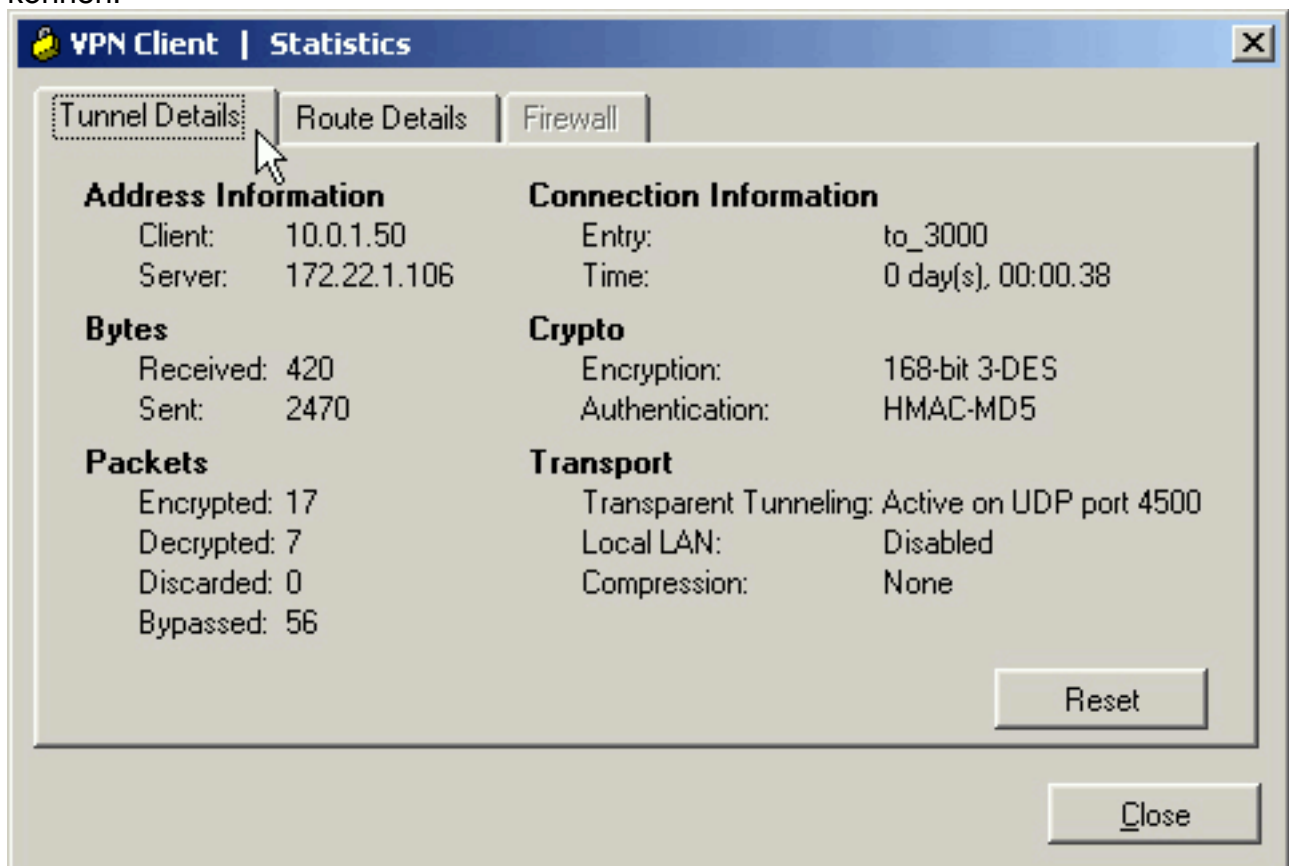 können.
VPN Client | Statistics
Tunnel Details Route Details Firewall
Address Information Connection Information
Client: 10.0.1.50 Entry: to_3000
Server: 172.22.1.106 Time: 0 day(s), 00:00.38
Bytes Crypto
Received: 420 Encryption: 168-bit 3-DES
Sent: 2470 Authentication: HMAC-MD5
Packets Transport
Encrypted: 17 Transparent Tunneling: Active on UDP port 4500
Decrypted: 7 Local LAN: Disabled
Discarded: 0 Compression: None
Bypassed: 56
Reset
Close